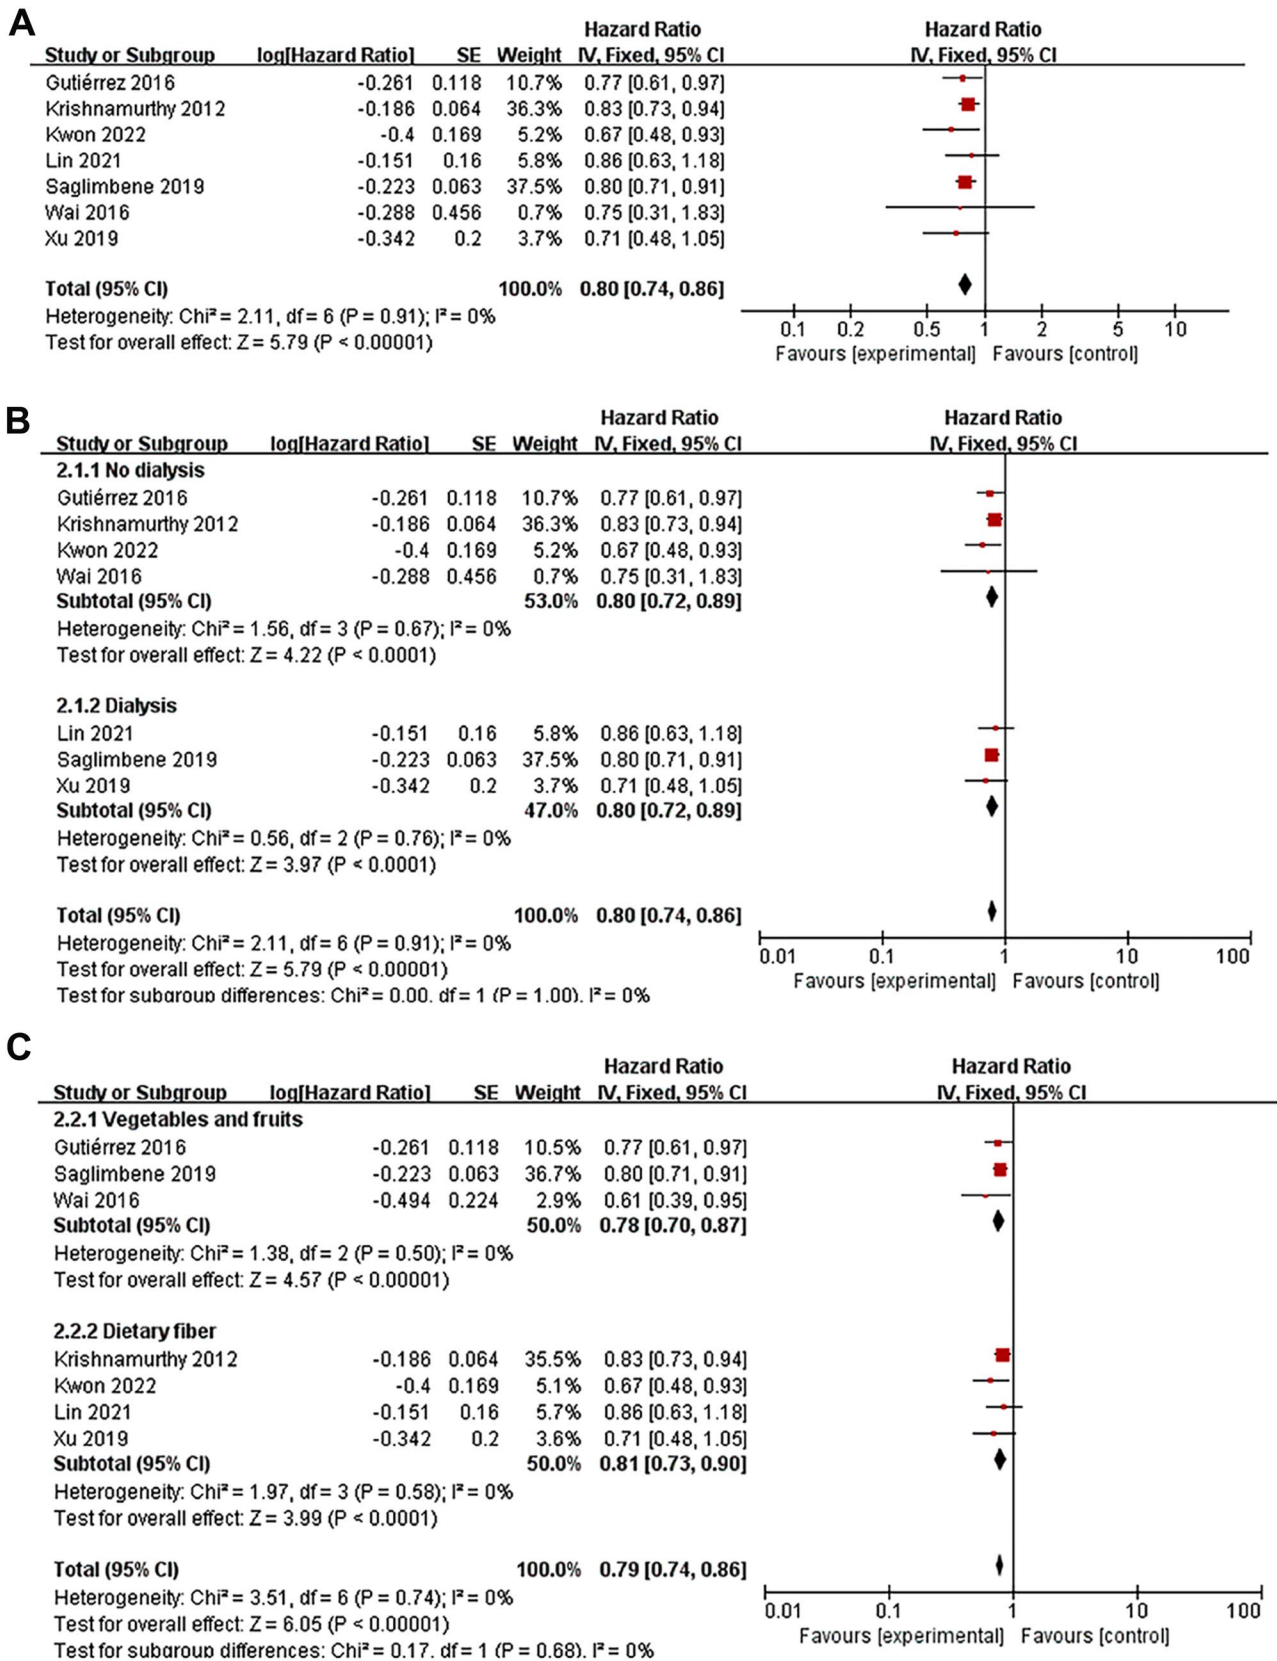 A
Hazard Ratio Hazard Ratio
Study or Subgroup log[Hazard Ratio] SE Weight IV, Fixed, 95% CI IV, Fixed, 95% CI
Gutiérrez 2016 -0.261 0.118 10.7% 0.77 [0.61, 0.97]
Krishnamurthy 2012 -0.186 0.064 36.3% 0.83 [0.73, 0.94]
Kwon 2022 -0.4 0.169 5.2% 0.67 [0.48, 0.93]
Lin 2021 -0.151 0.16 5.8% 0.86 [0.63, 1.18]
Saglimbene 2019 -0.223 0.063 37.5% 0.80 [0.71, 0.91]
Wai 2016 -0.288 0.456 0.7% 0.75 [0.31, 1.83]
Xu 2019 -0.342 0.2 3.7% 0.71 [0.48, 1.05]
Total (95% CI) 100.0% 0.80 [0.74, 0.86]
Heterogeneity: Chi² = 2.11, df = 6 (P = 0.91); I² = 0%
Test for overall effect: Z = 5.79 (P < 0.00001)
0.1 0.2 0.5 1 2 5 10
Favours [experimental] Favours [control]
B
Hazard Ratio Hazard Ratio
Study or Subgroup log[Hazard Ratio] SE Weight IV, Fixed, 95% CI IV, Fixed, 95% CI
2.1.1 No dialysis
Gutiérrez 2016 -0.261 0.118 10.7% 0.77 [0.61, 0.97]
Krishnamurthy 2012 -0.186 0.064 36.3% 0.83 [0.73, 0.94]
Kwon 2022 -0.4 0.169 5.2% 0.67 [0.48, 0.93]
Wai 2016 -0.288 0.456 0.7% 0.75 [0.31, 1.83]
Subtotal (95% CI) 53.0% 0.80 [0.72, 0.89]
Heterogeneity: Chi² = 1.56, df = 3 (P = 0.67); I² = 0%
Test for overall effect: Z = 4.22 (P < 0.0001)
2.1.2 Dialysis
Lin 2021 -0.151 0.16 5.8% 0.86 [0.63, 1.18]
Saglimbene 2019 -0.223 0.063 37.5% 0.80 [0.71, 0.91]
Xu 2019 -0.342 0.2 3.7% 0.71 [0.48, 1.05]
Subtotal (95% CI) 47.0% 0.80 [0.72, 0.89]
Heterogeneity: Chi² = 0.56, df = 2 (P = 0.76); I² = 0%
Test for overall effect: Z = 3.97 (P < 0.0001)
Total (95% CI) 100.0% 0.80 [0.74, 0.86]
Heterogeneity: Chi² = 2.11, df = 6 (P = 0.91); I² = 0%
Test for overall effect: Z = 5.79 (P < 0.00001)
Test for subgroup differences: Chi² = 0.00. df = 1 (P = 1.00). I² = 0%
0.01 0.1 1 10 100
Favours [experimental] Favours [control]
C
Hazard Ratio Hazard Ratio
Study or Subgroup log[Hazard Ratio] SE Weight IV, Fixed, 95% CI IV, Fixed, 95% CI
2.2.1 Vegetables and fruits
Gutiérrez 2016 -0.261 0.118 10.5% 0.77 [0.61, 0.97]
Saglimbene 2019 -0.223 0.063 36.7% 0.80 [0.71, 0.91]
Wai 2016 -0.494 0.224 2.9% 0.61 [0.39, 0.95]
Subtotal (95% CI) 50.0% 0.78 [0.70, 0.87]
Heterogeneity: Chi² = 1.38, df = 2 (P = 0.50); I² = 0%
Test for overall effect: Z = 4.57 (P < 0.00001)
2.2.2 Dietary fiber
Krishnamurthy 2012 -0.186 0.064 35.5% 0.83 [0.73, 0.94]
Kwon 2022 -0.4 0.169 5.1% 0.67 [0.48, 0.93]
Lin 2021 -0.151 0.16 5.7% 0.86 [0.63, 1.18]
Xu 2019 -0.342 0.2 3.6% 0.71 [0.48, 1.05]
Subtotal (95% CI) 50.0% 0.81 [0.73, 0.90]
Heterogeneity: Chi² = 1.97, df = 3 (P = 0.58); I² = 0%
Test for overall effect: Z = 3.99 (P < 0.0001)
Total (95% CI) 100.0% 0.79 [0.74, 0.86]
Heterogeneity: Chi² = 3.51, df = 6 (P = 0.74); I² = 0%
Test for overall effect: Z = 6.05 (P < 0.00001)
Test for subgroup differences: Chi² = 0.17. df = 1 (P = 0.68). I² = 0%
0.01 0.1 1 10 100
Favours [experimental] Favours [control]